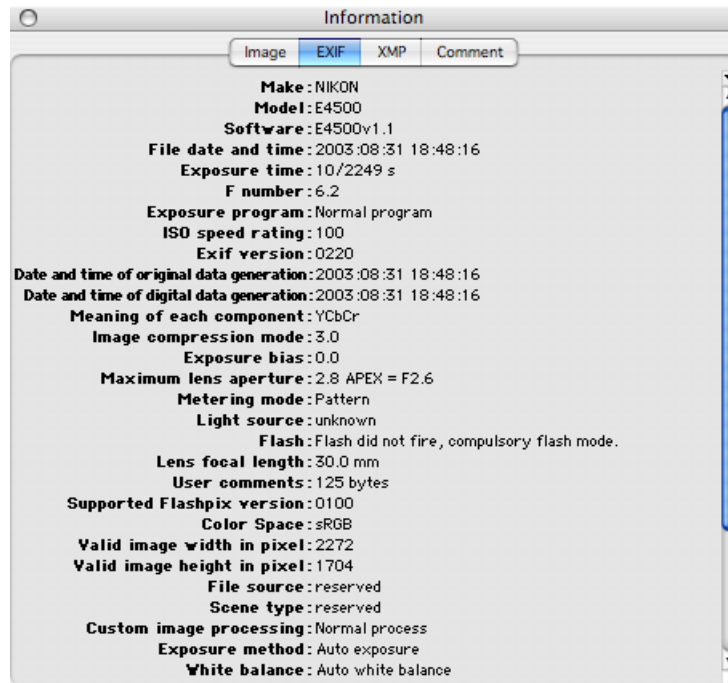 Information
Image EXIF XMP Comment
Make: NIKON
Model: E4500
Software: E4500v1.1
File date and time: 2003:08:31 18:48:16
Exposure time: 10/2249 s
F number: 6.2
Exposure program: Normal program
ISO speed rating: 100
Exif version: 0220
Date and time of original data generation: 2003:08:31 18:48:16
Date and time of digital data generation: 2003:08:31 18:48:16
Meaning of each component: YCbCr
Image compression mode: 3.0
Exposure bias: 0.0
Maximum lens aperture: 2.8 APEX = F2.6
Metering mode: Pattern
Light source: unknown
Flash: Flash did not fire, compulsory flash mode.
Lens focal length: 30.0 mm
User comments: 125 bytes
Supported Flashpix version: 0100
Color Space: sRGB
Valid image width in pixel: 2272
Valid image height in pixel: 1704
File source: reserved
Scene type: reserved
Custom image processing: Normal process
Exposure method: Auto exposure
White balance: Auto white balance